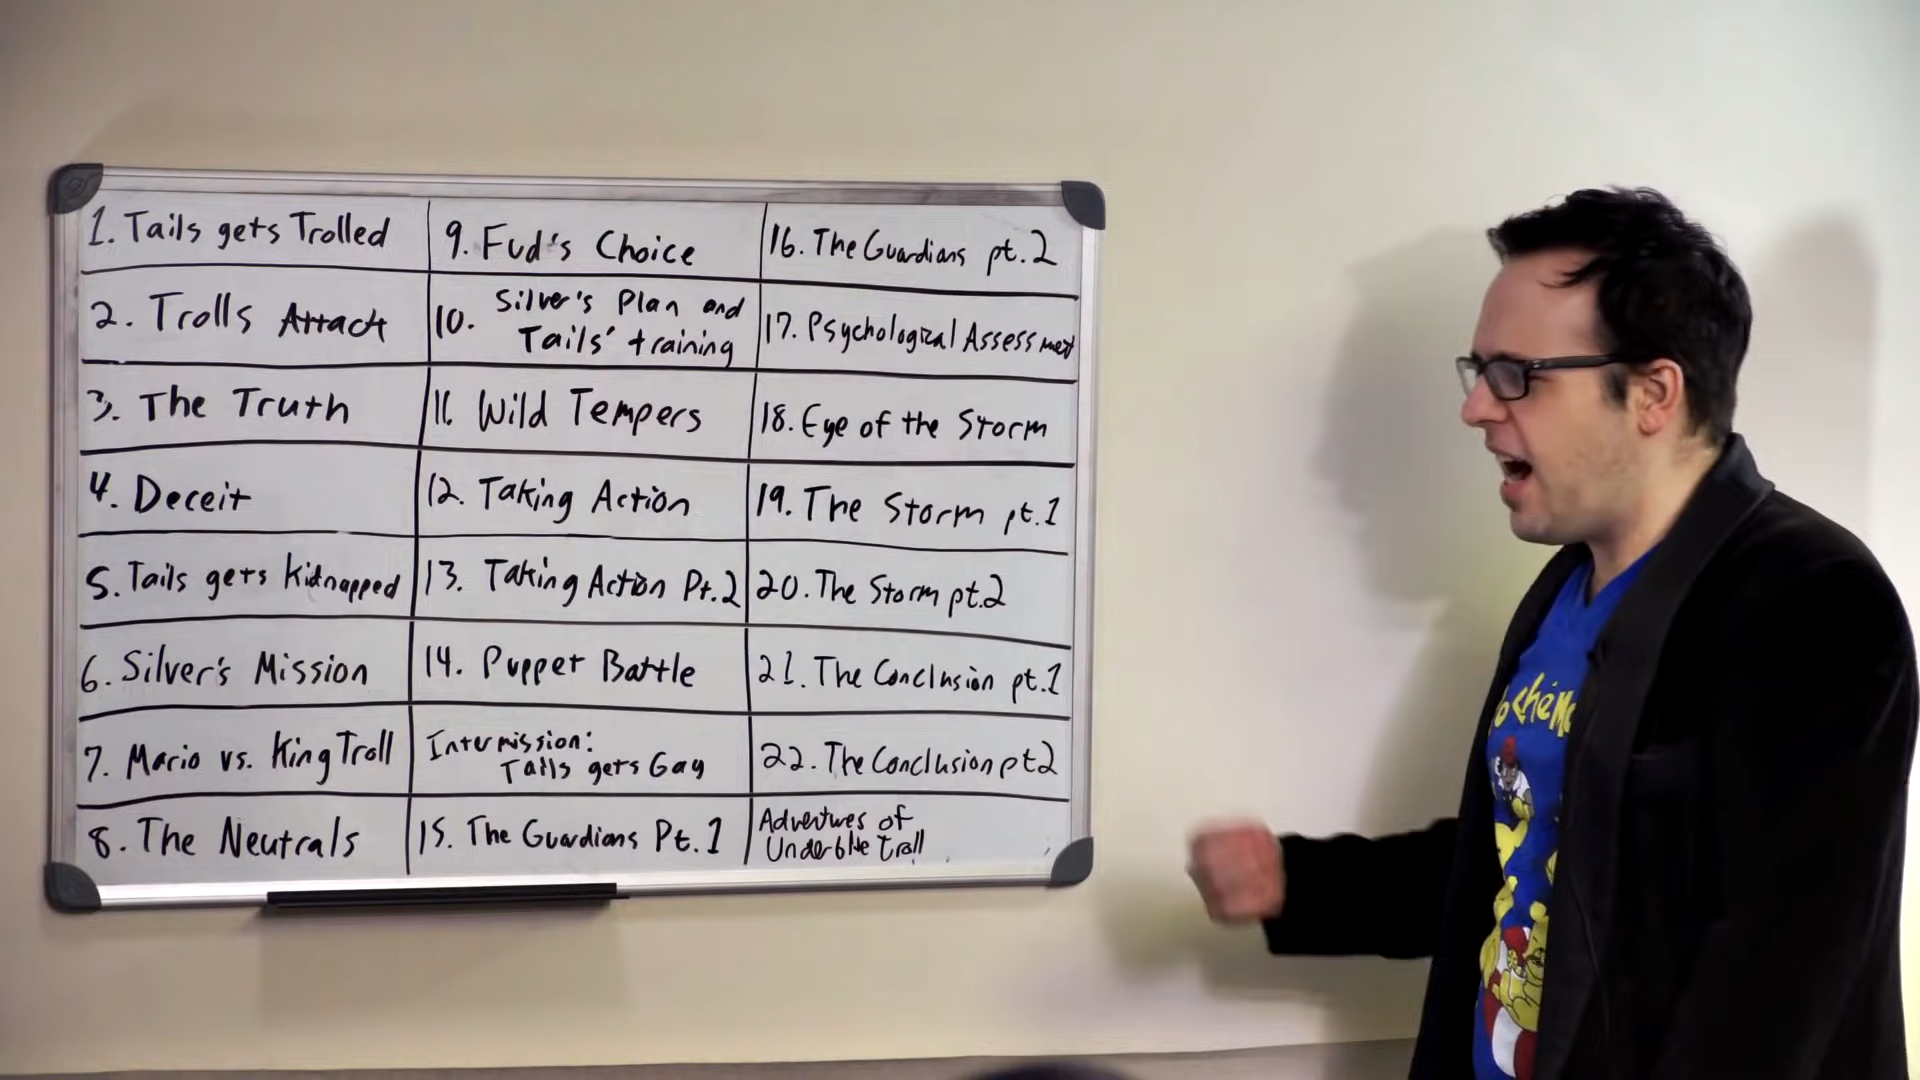 1. Tails gets Trolled
2. Trolls Attack
3. The Truth
4. Deceit
5. Tails gets kidnapped
6. Silver's Mission
7. Mario vs. King Troll
8. The Neutrals
9. Fud's Choice
10. Silver's Plan and
Tails' training
11. Wild Tempers
12. Taking Action
13. Taking Action Pt.2
14. Puppet Battle
Intermission:
Tails gets Gay
15. The Guardians Pt.1
16. The Guardians pt.2
17. Psychological Assessment
18. Eye of the Storm
19. The Storm pt.1
20. The Storm pt.2
21. The Conclusion pt.1
22. The Conclusion pt2
Adventures of
Underbite Troll